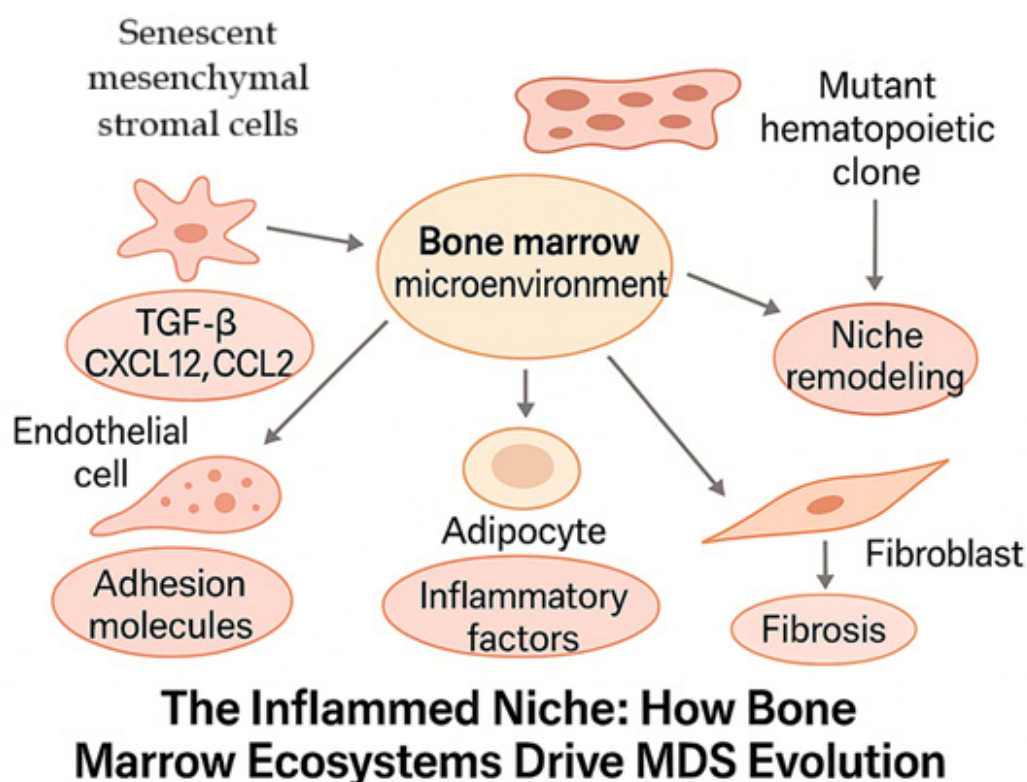 Senescent
mesenchymal
stromal cells
Mutant
hematopoietic
clone
Bone marrow
microenvironment
TGF-β
CXCL12,CCL2
Niche
remodeling
Endothelial
cell
Adipocyte
Fibroblast
Adhesion
molecules
Inflammatory
factors
Fibrosis
The Inflammed Niche: How Bone
Marrow Ecosystems Drive MDS Evolution